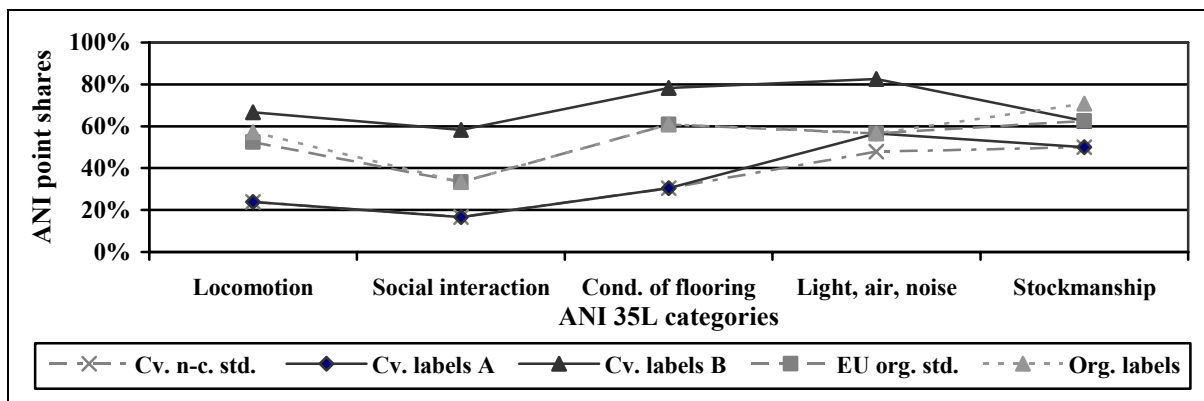 100%
80%
60%
40%
20%
0%
ANI point shares
Locomotion Social interaction Cond. of flooring Light, air, noise Stockmanship
ANI 35L categories
Cv. n-c. std. Cv. labels A Cv. labels B EU org. std. Org. labels